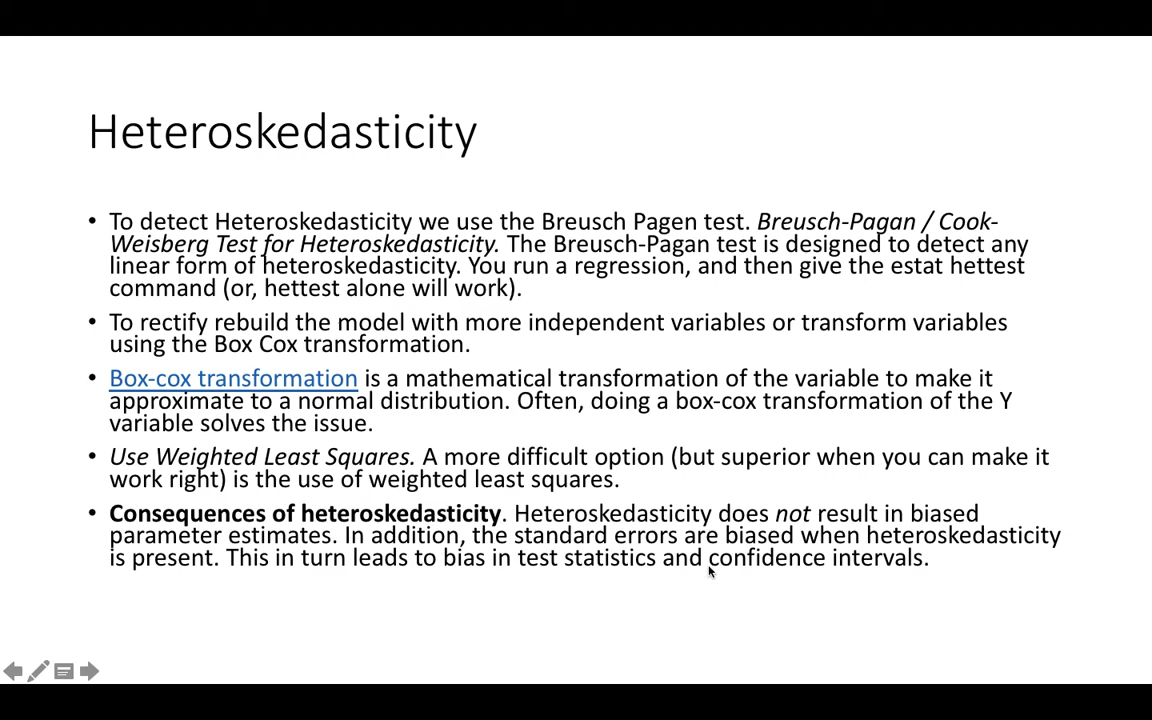 Heteroskedasticity
• To detect Heteroskedasticity we use the Breusch Pagen test. Breusch-Pagan / Cook-
Weisberg Test for Heteroskedasticity. The Breusch-Pagan test is designed to detect any
linear form of heteroskedasticity. You run a regression, and then give the estat hettest
command (or, hettest alone will work).
• To rectify rebuild the model with more independent variables or transform variables
using the Box Cox transformation.
• Box-cox transformation is a mathematical transformation of the variable to make it
approximate to a normal distribution. Often, doing a box-cox transformation of the Y
variable solves the issue.
• Use Weighted Least Squares. A more difficult option (but superior when you can make it
work right) is the use of weighted least squares.
• Consequences of heteroskedasticity. Heteroskedasticity does not result in biased
parameter estimates. In addition, the standard errors are biased when heteroskedasticity
is present. This in turn leads to bias in test statistics and confidence intervals.